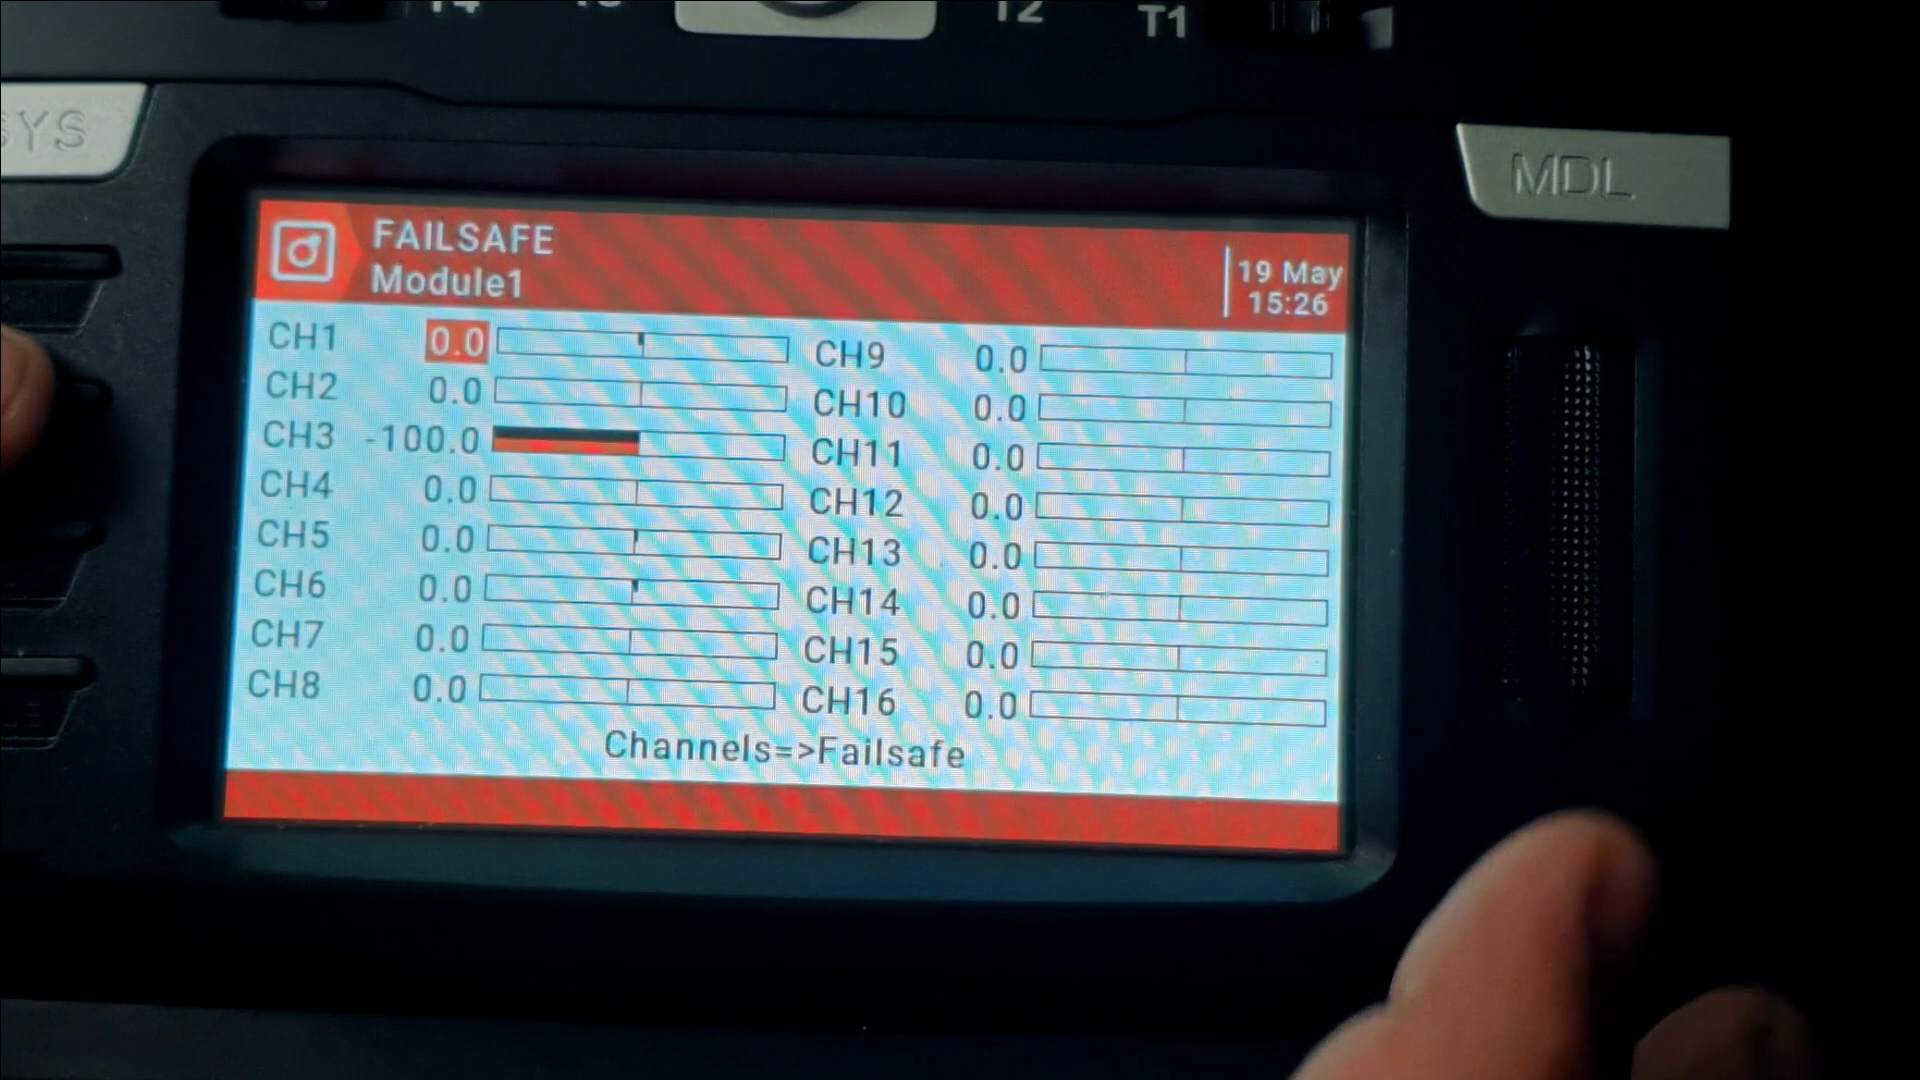 T2
T1
SYS
MDL
FAILSAFE
Module1
19 May
15:26
CH1 0.0
CH2 0.0
CH3 -100.0
CH4 0.0
CH5 0.0
CH6 0.0
CH7 0.0
CH8 0.0
CH9 0.0
CH10 0.0
CH11 0.0
CH12 0.0
CH13 0.0
CH14 0.0
CH15 0.0
CH16 0.0
Channels=>Failsafe